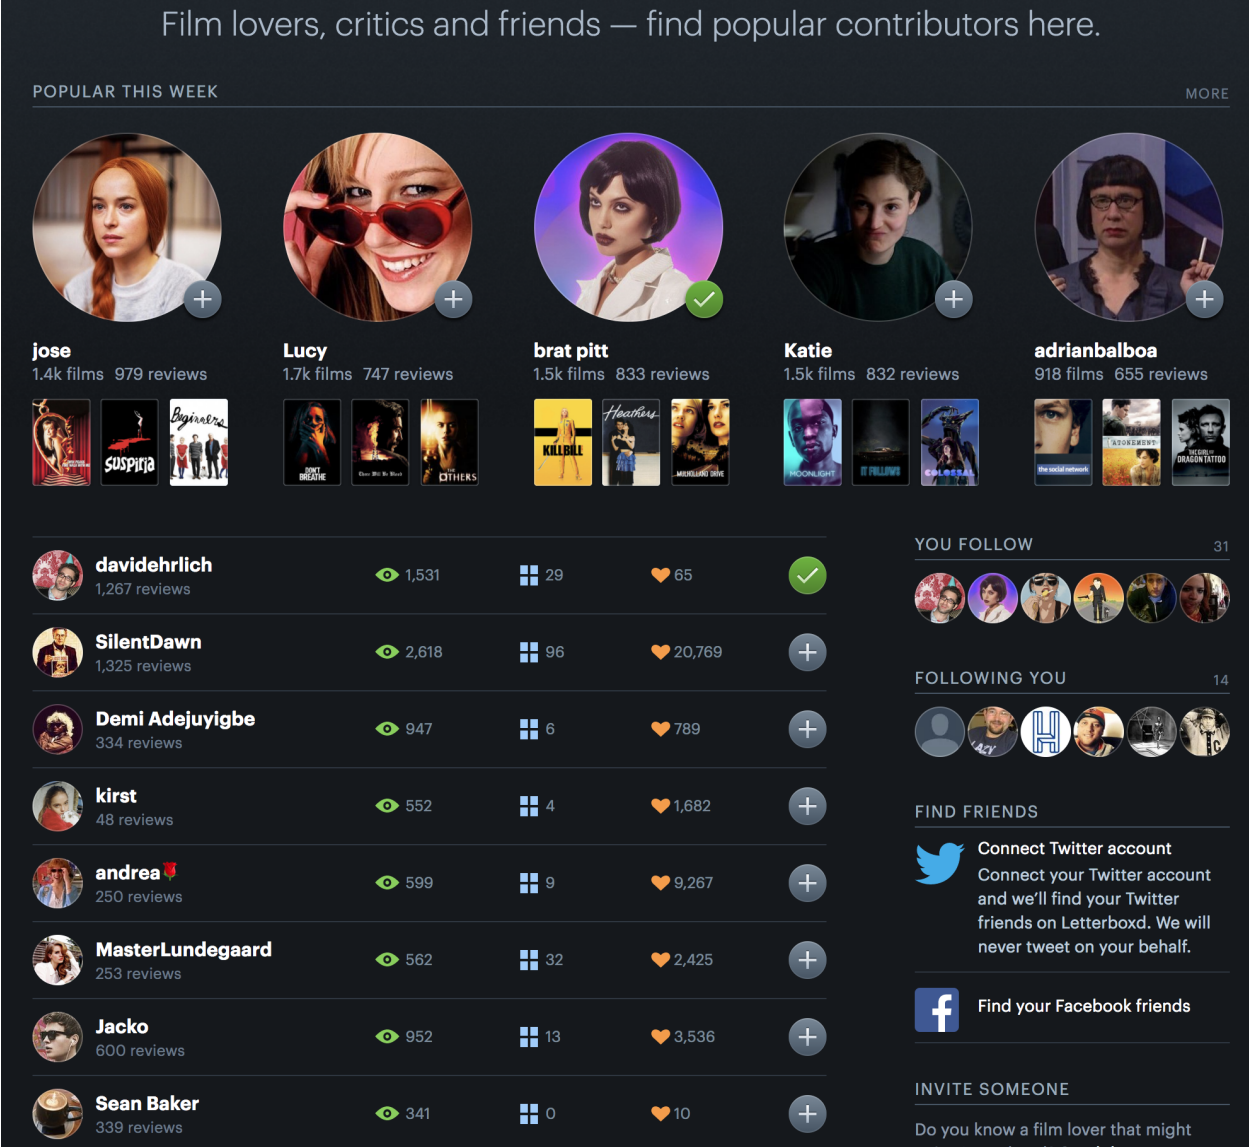 Film lovers, critics and friends — find popular contributors here.
POPULAR THIS WEEK
MORE
jose
1.4k films 979 reviews
Lucy
1.7k films 747 reviews
brat pitt
1.5k films 833 reviews
Katie
1.5k films 832 reviews
adrianbalboa
918 films 655 reviews
SUSPIRIA
Beginners
DON'T
BREATHE
There Will Be Blood
THE
OTHERS
KILL BILL
Heathers
MULHOLLAND DRIVE
MOONLIGHT
IT FOLLOWS
COLOSSAL
the social network
ATONEMENT
THE GIRL WITH THE
DRAGON TATTOO
davidehrlich
1,267 reviews
1,531
29
65
SilentDawn
1,325 reviews
2,618
96
20,769
Demi Adejuyigbe
334 reviews
947
6
789
kirst
48 reviews
552
4
1,682
andrea🌹
250 reviews
599
9
9,267
MasterLundegaard
253 reviews
562
32
2,425
Jacko
600 reviews
952
13
3,536
Sean Baker
339 reviews
341
0
10
YOU FOLLOW
31
FOLLOWING YOU
14
LAZY
H
C
FIND FRIENDS
Connect Twitter account
Connect your Twitter account
and we'll find your Twitter
friends on Letterboxd. We will
never tweet on your behalf.
f
Find your Facebook friends
INVITE SOMEONE
Do you know a film lover that might